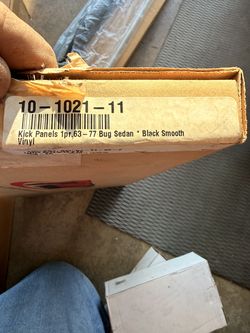 10-1021-11
Kick Panels 1pr,63-77 Bug Sedan * Black Smooth
Vinyl